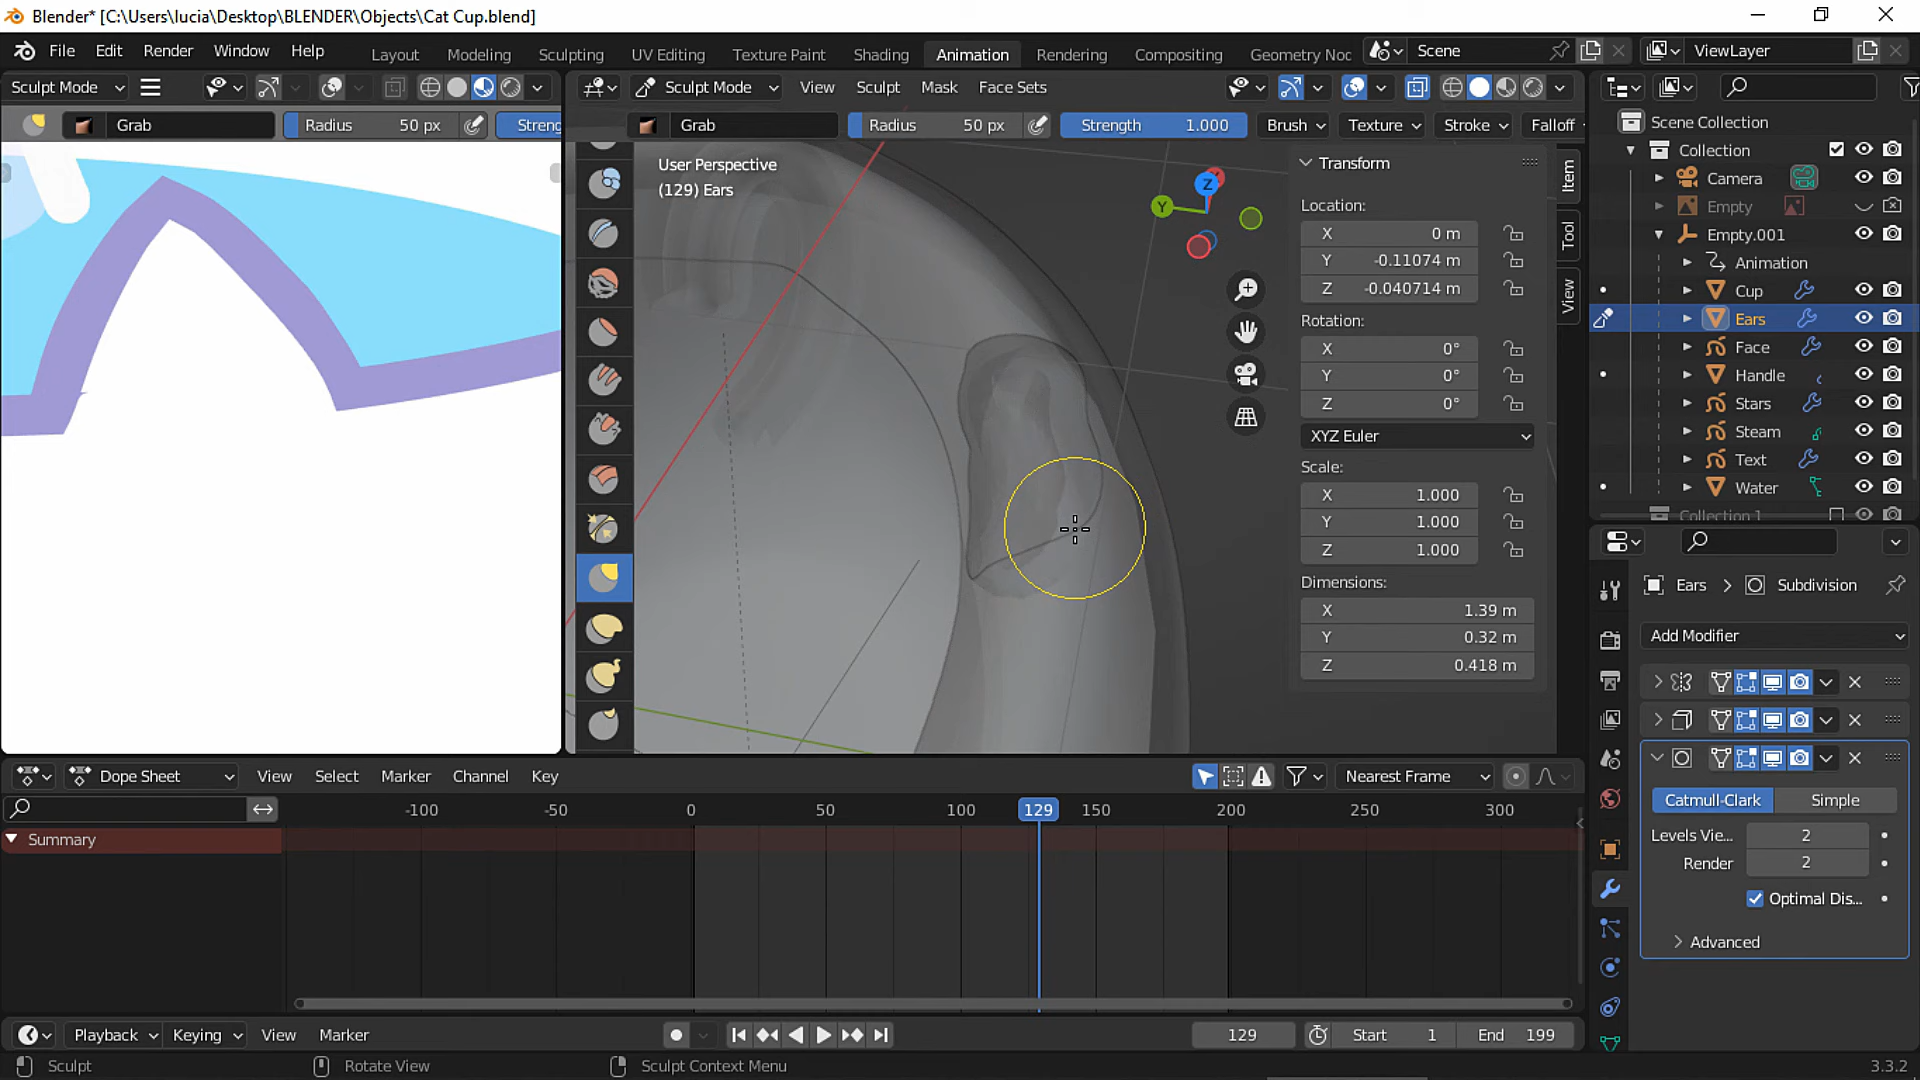 Blender* [C:\Users\lucia\Desktop\BLENDER\Objects\Cat Cup.blend]
File Edit Render Window Help
Layout Modeling Sculpting UV Editing Texture Paint Shading Animation Rendering Compositing Geometry Noc
Scene
ViewLayer
Sculpt Mode
Sculpt Mode View Sculpt Mask Face Sets
Grab Radius 50 px Streng
Grab Radius 50 px Strength 1.000 Brush Texture Stroke Falloff
User Perspective
(129) Ears
Z
Y
Transform
Location:
X 0 m
Y -0.11074 m
Z -0.040714 m
Rotation:
X 0°
Y 0°
Z 0°
XYZ Euler
Scale:
X 1.000
Y 1.000
Z 1.000
Dimensions:
X 1.39 m
Y 0.32 m
Z 0.418 m
Item
Tool
View
Scene Collection
Collection
Camera
Empty
Empty.001
Animation
Cup
Ears
Face
Handle
Stars
Steam
Text
Water
Collection 1
Ears > Subdivision
Add Modifier
Catmull-Clark Simple
Levels Vie... 2
Render 2
Optimal Dis...
Advanced
Dope Sheet View Select Marker Channel Key
Nearest Frame
-100 -50 0 50 100 129 150 200 250 300
Summary
Playback Keying View Marker
129 Start 1 End 199
Sculpt Rotate View Sculpt Context Menu
3.3.2